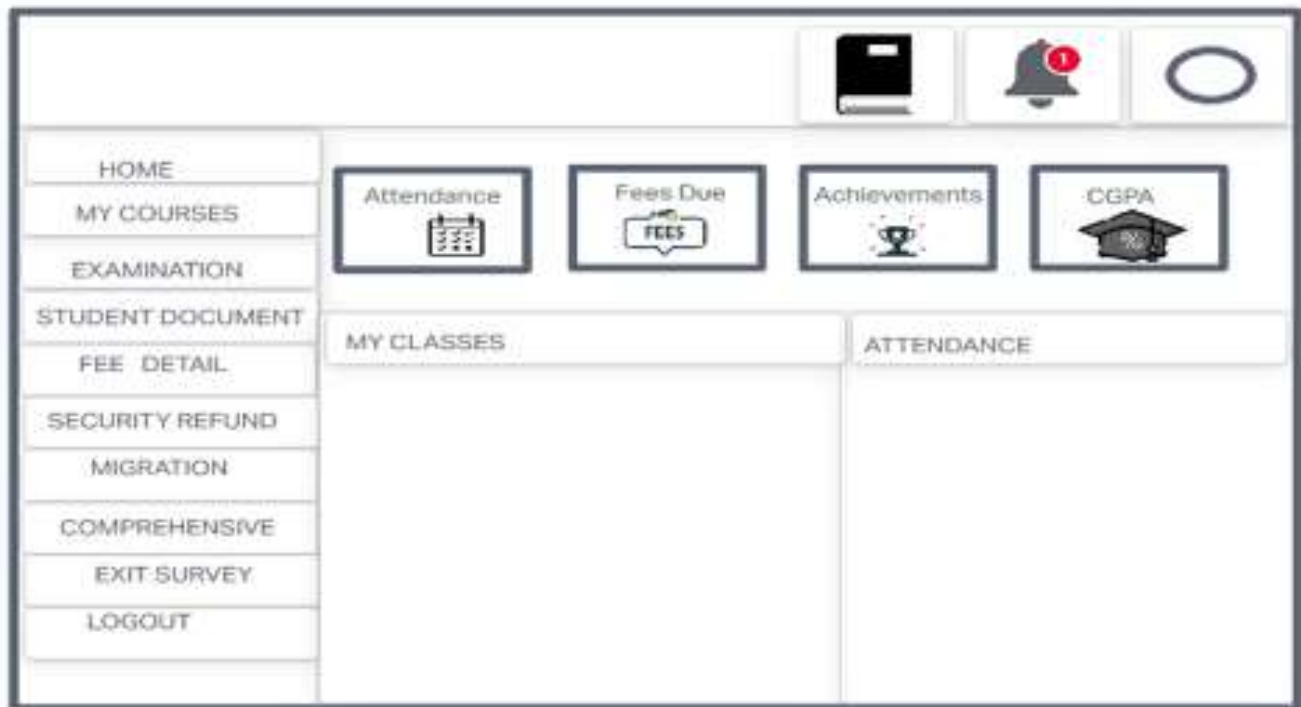 1
HOME
MY COURSES
EXAMINATION
STUDENT DOCUMENT
FEE DETAIL
SECURITY REFUND
MIGRATION
COMPREHENSIVE
EXIT SURVEY
LOGOUT
Attendance
Fees Due
FEES
Achievements
CGPA
%
MY CLASSES
ATTENDANCE